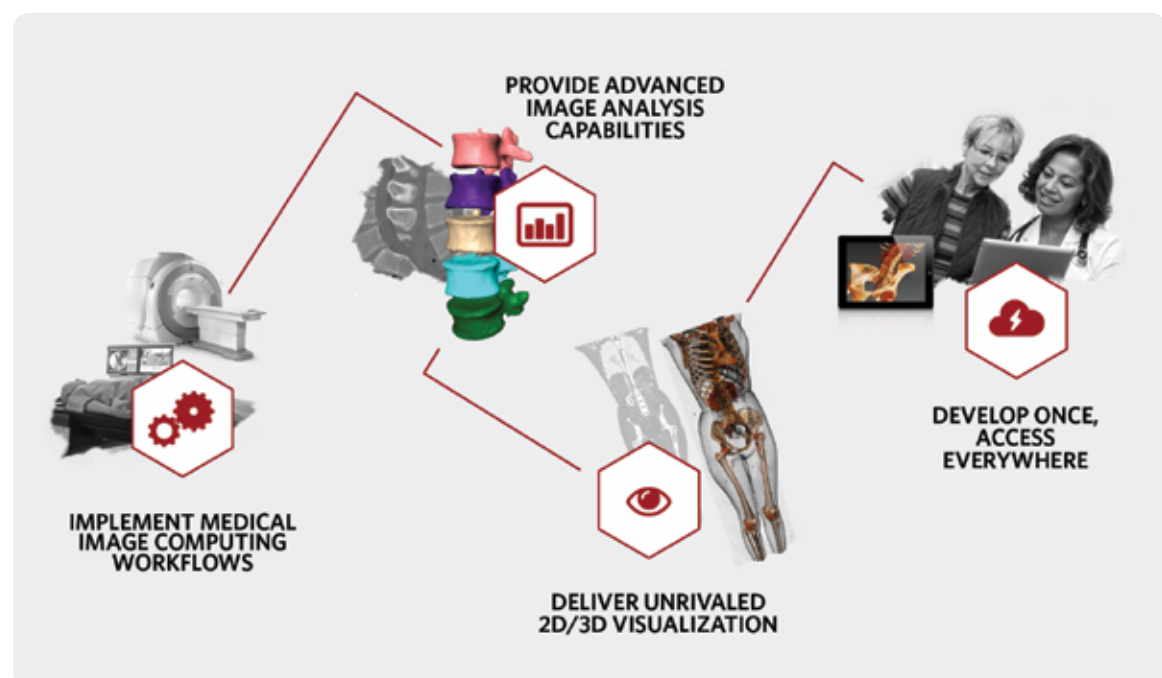 PROVIDE ADVANCED
IMAGE ANALYSIS
CAPABILITIES
DEVELOP ONCE,
ACCESS
EVERYWHERE
IMPLEMENT MEDICAL
IMAGE COMPUTING
WORKFLOWS
DELIVER UNRIVALED
2D/3D VISUALIZATION